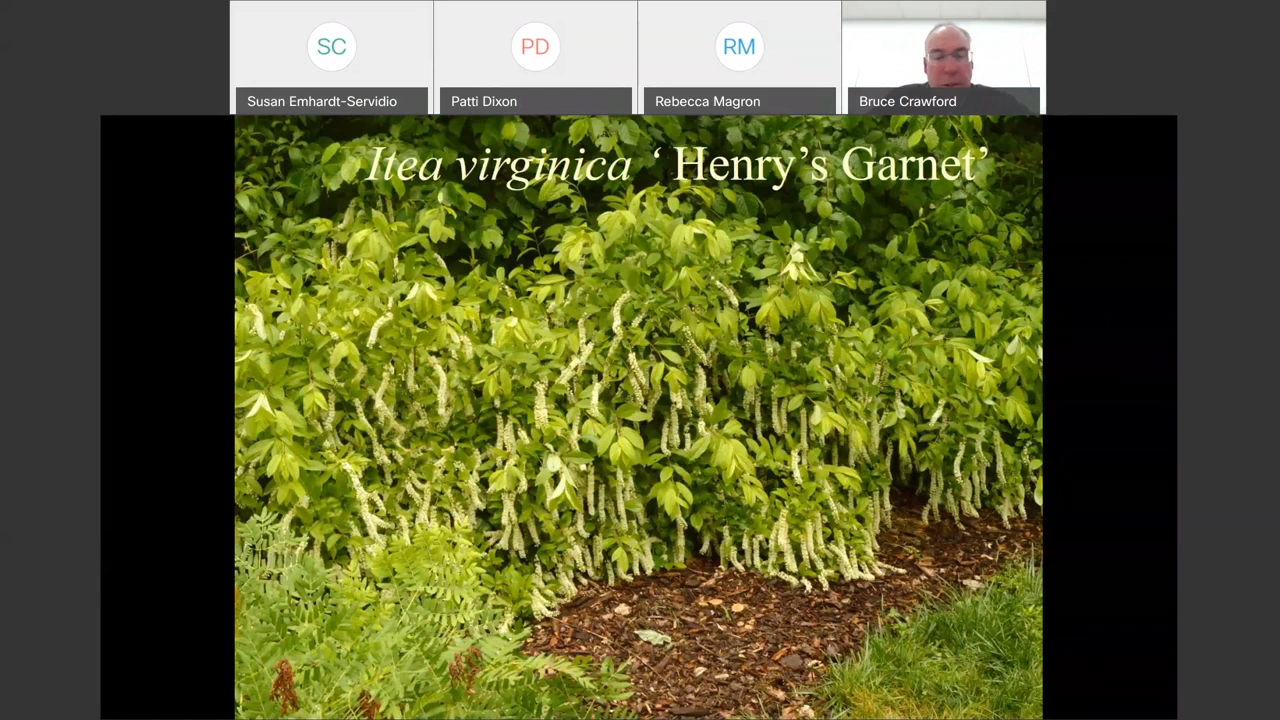 SC
PD
RM
Susan Emhardt-Servidio
Patti Dixon
Rebecca Magron
Bruce Crawford
Itea virginica ‘ Henry’s Garnet’